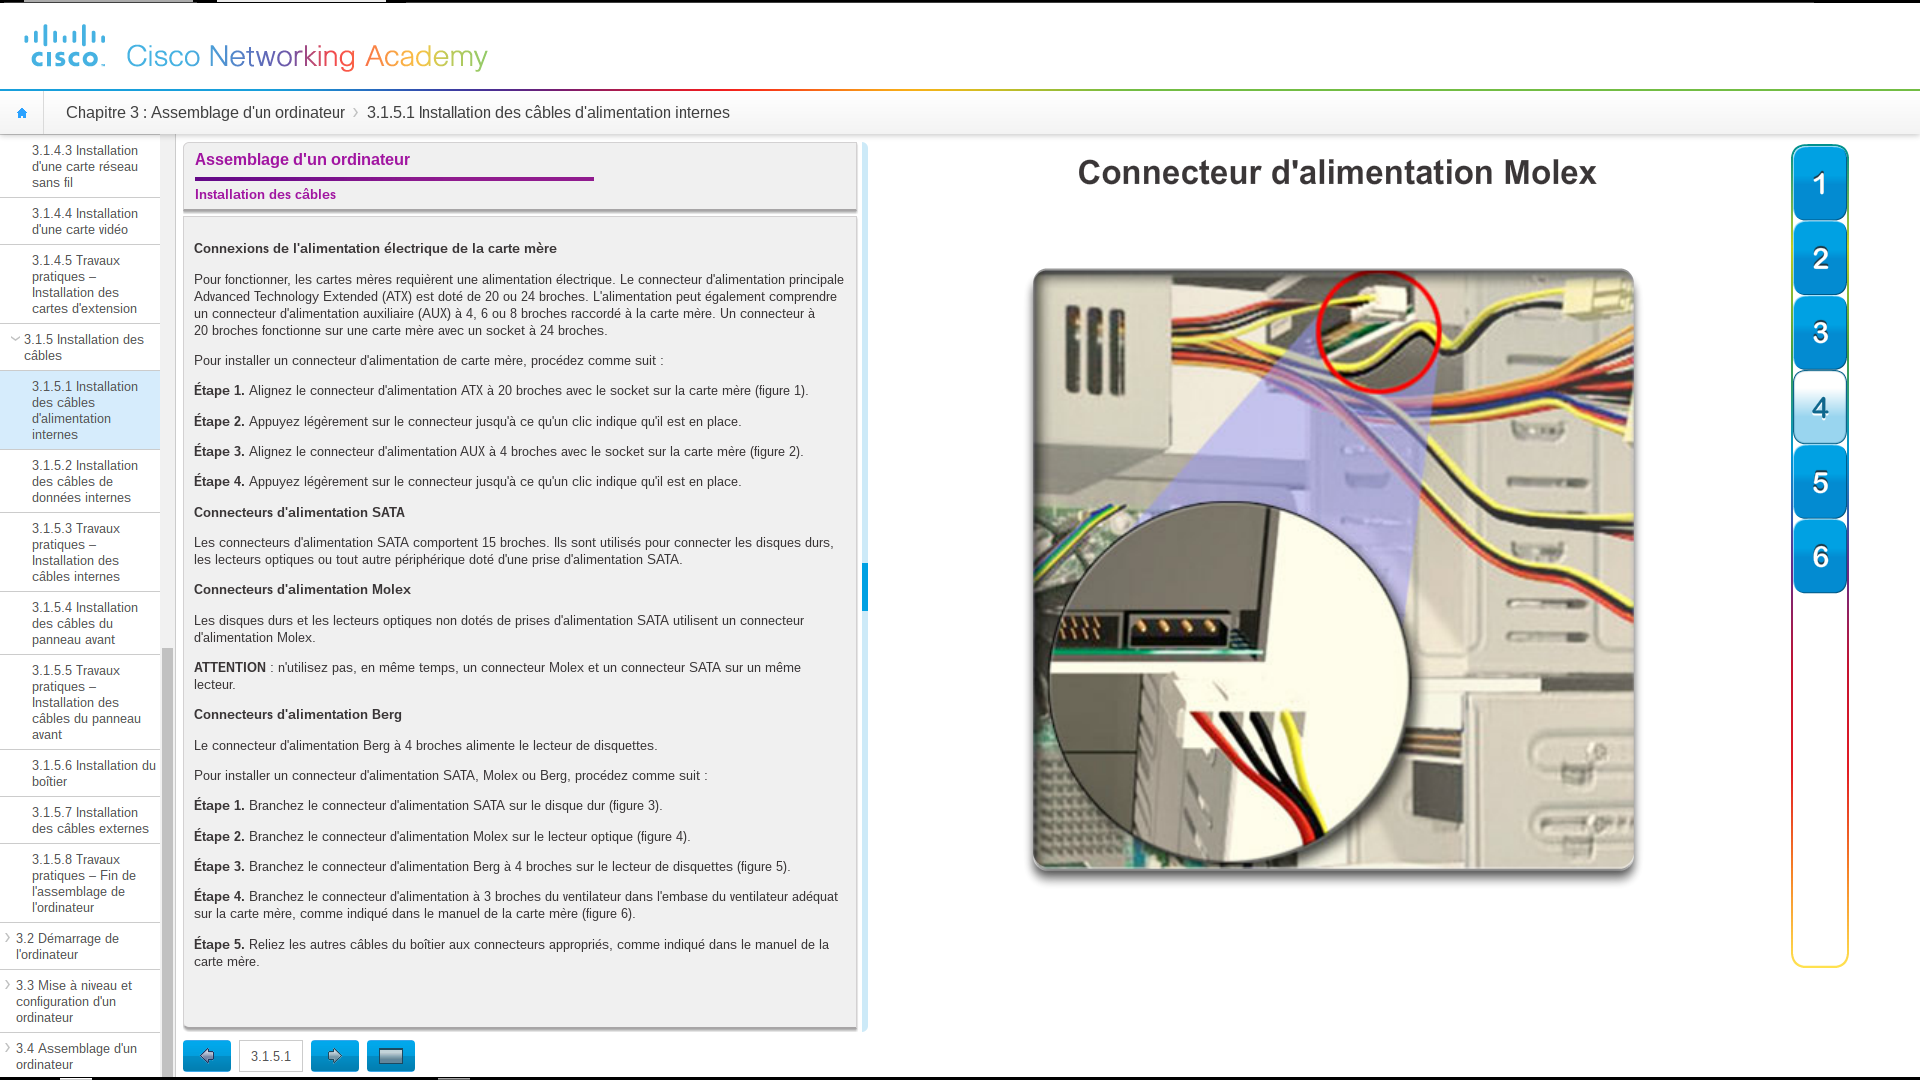 cisco
Cisco Networking Academy
Chapitre 3 : Assemblage d'un ordinateur
3.1.5.1 Installation des câbles d'alimentation internes
3.1.4.3 Installation
d'une carte réseau
sans fil
3.1.4.4 Installation
d'une carte vidéo
3.1.4.5 Travaux
pratiques –
Installation des
cartes d'extension
3.1.5 Installation des
câbles
3.1.5.1 Installation
des câbles
d'alimentation
internes
3.1.5.2 Installation
des câbles de
données internes
3.1.5.3 Travaux
pratiques –
Installation des
câbles internes
3.1.5.4 Installation
des câbles du
panneau avant
3.1.5.5 Travaux
pratiques –
Installation des
câbles du panneau
avant
3.1.5.6 Installation du
boîtier
3.1.5.7 Installation
des câbles externes
3.1.5.8 Travaux
pratiques – Fin de
l'assemblage de
l'ordinateur
3.2 Démarrage de
l'ordinateur
3.3 Mise à niveau et
configuration d'un
ordinateur
3.4 Assemblage d'un
ordinateur
Assemblage d'un ordinateur
Installation des câbles
Connexions de l'alimentation électrique de la carte mère
Pour fonctionner, les cartes mères requièrent une alimentation électrique. Le connecteur d'alimentation principale
Advanced Technology Extended (ATX) est doté de 20 ou 24 broches. L'alimentation peut également comprendre
un connecteur d'alimentation auxiliaire (AUX) à 4, 6 ou 8 broches raccordé à la carte mère. Un connecteur à
20 broches fonctionne sur une carte mère avec un socket à 24 broches.
Pour installer un connecteur d'alimentation de carte mère, procédez comme suit :
Étape 1. Alignez le connecteur d'alimentation ATX à 20 broches avec le socket sur la carte mère (figure 1).
Étape 2. Appuyez légèrement sur le connecteur jusqu'à ce qu'un clic indique qu'il est en place.
Étape 3. Alignez le connecteur d'alimentation AUX à 4 broches avec le socket sur la carte mère (figure 2).
Étape 4. Appuyez légèrement sur le connecteur jusqu'à ce qu'un clic indique qu'il est en place.
Connecteurs d'alimentation SATA
Les connecteurs d'alimentation SATA comportent 15 broches. Ils sont utilisés pour connecter les disques durs,
les lecteurs optiques ou tout autre périphérique doté d'une prise d'alimentation SATA.
Connecteurs d'alimentation Molex
Les disques durs et les lecteurs optiques non dotés de prises d'alimentation SATA utilisent un connecteur
d'alimentation Molex.
ATTENTION : n'utilisez pas, en même temps, un connecteur Molex et un connecteur SATA sur un même
lecteur.
Connecteurs d'alimentation Berg
Le connecteur d'alimentation Berg à 4 broches alimente le lecteur de disquettes.
Pour installer un connecteur d'alimentation SATA, Molex ou Berg, procédez comme suit :
Étape 1. Branchez le connecteur d'alimentation SATA sur le disque dur (figure 3).
Étape 2. Branchez le connecteur d'alimentation Molex sur le lecteur optique (figure 4).
Étape 3. Branchez le connecteur d'alimentation Berg à 4 broches sur le lecteur de disquettes (figure 5).
Étape 4. Branchez le connecteur d'alimentation à 3 broches du ventilateur dans l'embase du ventilateur adéquat
sur la carte mère, comme indiqué dans le manuel de la carte mère (figure 6).
Étape 5. Reliez les autres câbles du boîtier aux connecteurs appropriés, comme indiqué dans le manuel de la
carte mère.
3.1.5.1
Connecteur d'alimentation Molex
1
2
3
4
5
6